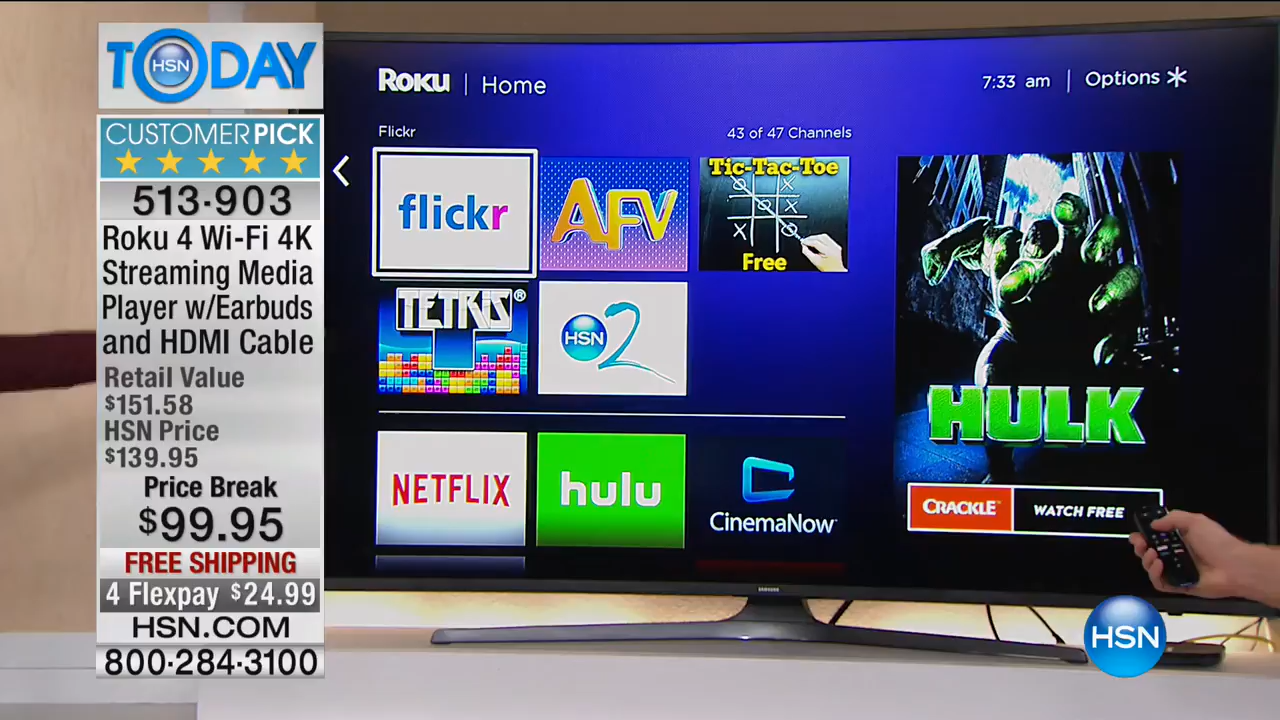 TODAY
HSN
CUSTOMER PICK
513-903
Roku 4 Wi-Fi 4K
Streaming Media
Player w/Earbuds
and HDMI Cable
Retail Value
$151.58
HSN Price
$139.95
Price Break
$99.95
FREE SHIPPING
4 Flexpay $24.99
HSN.COM
800-284-3100
ROKU | Home
7:33 am | Options
Flickr
43 of 47 Channels
flickr
AFV
Tic-Tac-Toe
Free
TETRIS®
HSN 2
NETFLIX
hulu
CinemaNow
HULK
CRACKLE
WATCH FREE
SAMSUNG
HSN